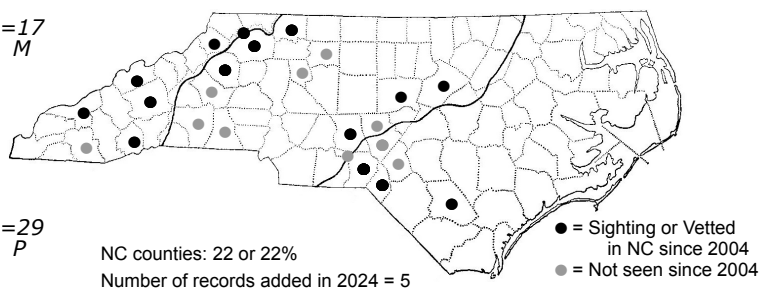 =17
M
=29
P
NC counties: 22 or 22%
Number of records added in 2024 = 5
● = Sighting or Vetted
in NC since 2004
● = Not seen since 2004